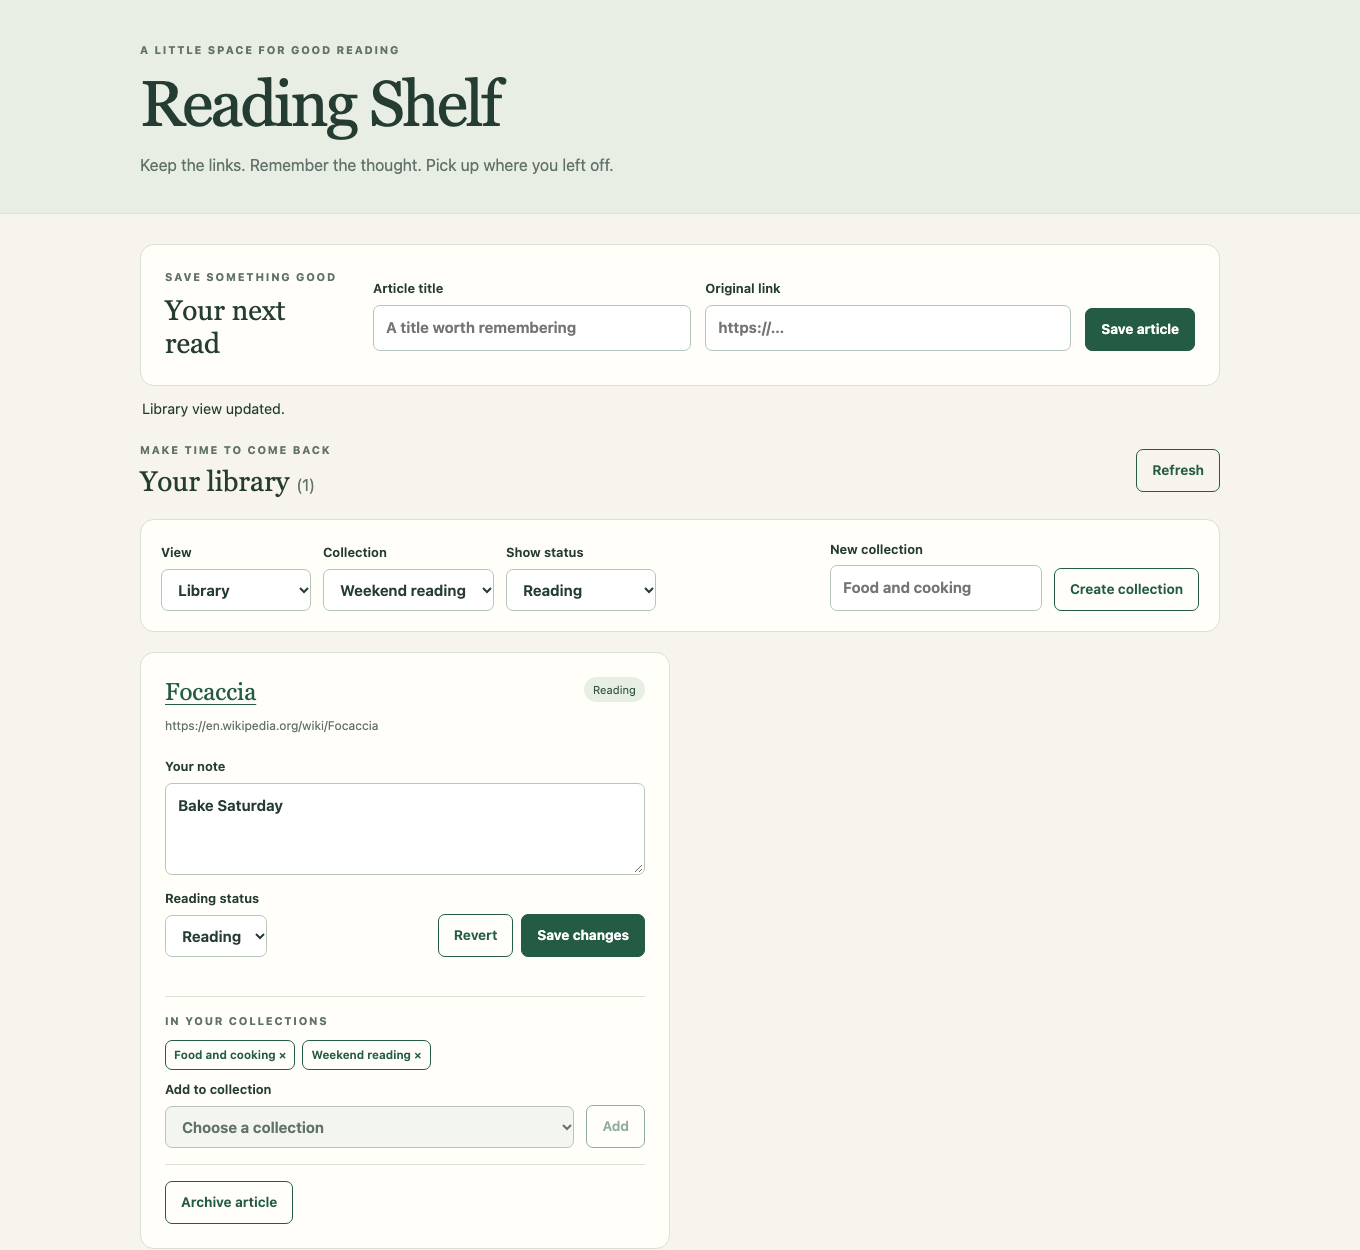 A LITTLE SPACE FOR GOOD READING
Reading Shelf
Keep the links. Remember the thought. Pick up where you left off.
SAVE SOMETHING GOOD
Your next
read
Article title
A title worth remembering
Original link
https://...
Save article
Library view updated.
MAKE TIME TO COME BACK
Your library (1)
Refresh
View
Library
Collection
Weekend reading
Show status
Reading
New collection
Food and cooking
Create collection
Focaccia
Reading
https://en.wikipedia.org/wiki/Focaccia
Your note
Bake Saturday
Reading status
Reading
Revert
Save changes
IN YOUR COLLECTIONS
Food and cooking ×
Weekend reading ×
Add to collection
Choose a collection
Add
Archive article